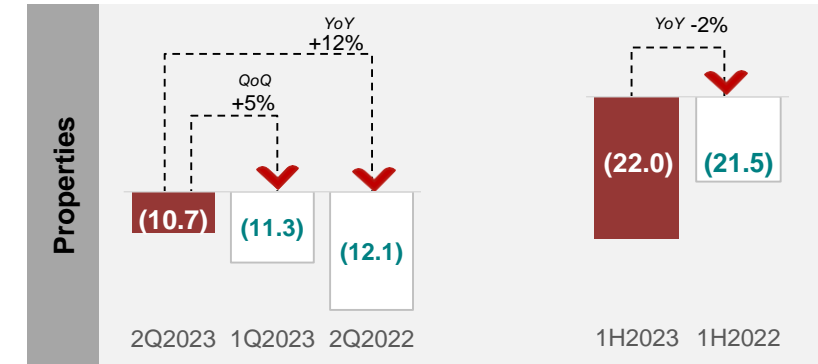 Properties
YoY
+12%
QoQ
+5%
(10.7)
(11.3)
(12.1)
2Q2023 1Q2023 2Q2022
YoY -2%
(22.0)
(21.5)
1H2023 1H2022